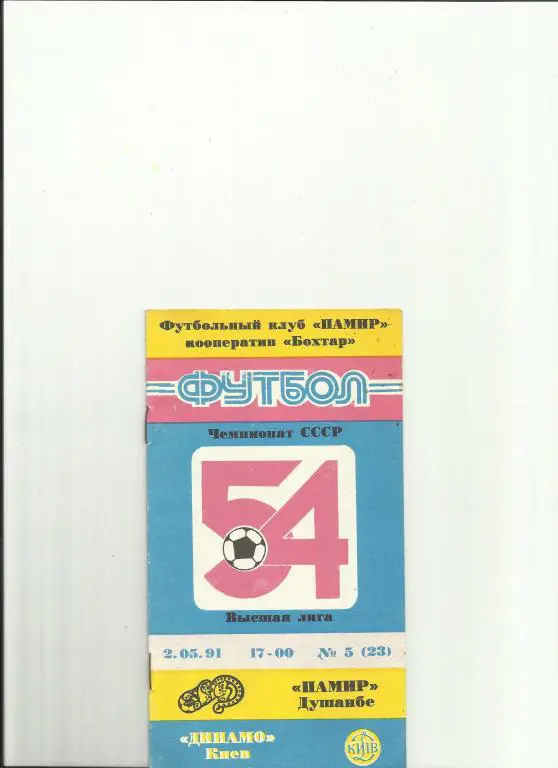 Футбольный клуб «ПАМИР»
кооператив «Бохтар»
ФУТБОЛ
Чемпионат СССР
54
Высшая лига
2.05.91 17-00 № 5 (23)
«ПАМИР»
Душанбе
«ДИНАМО»
Киев
КИЇВ